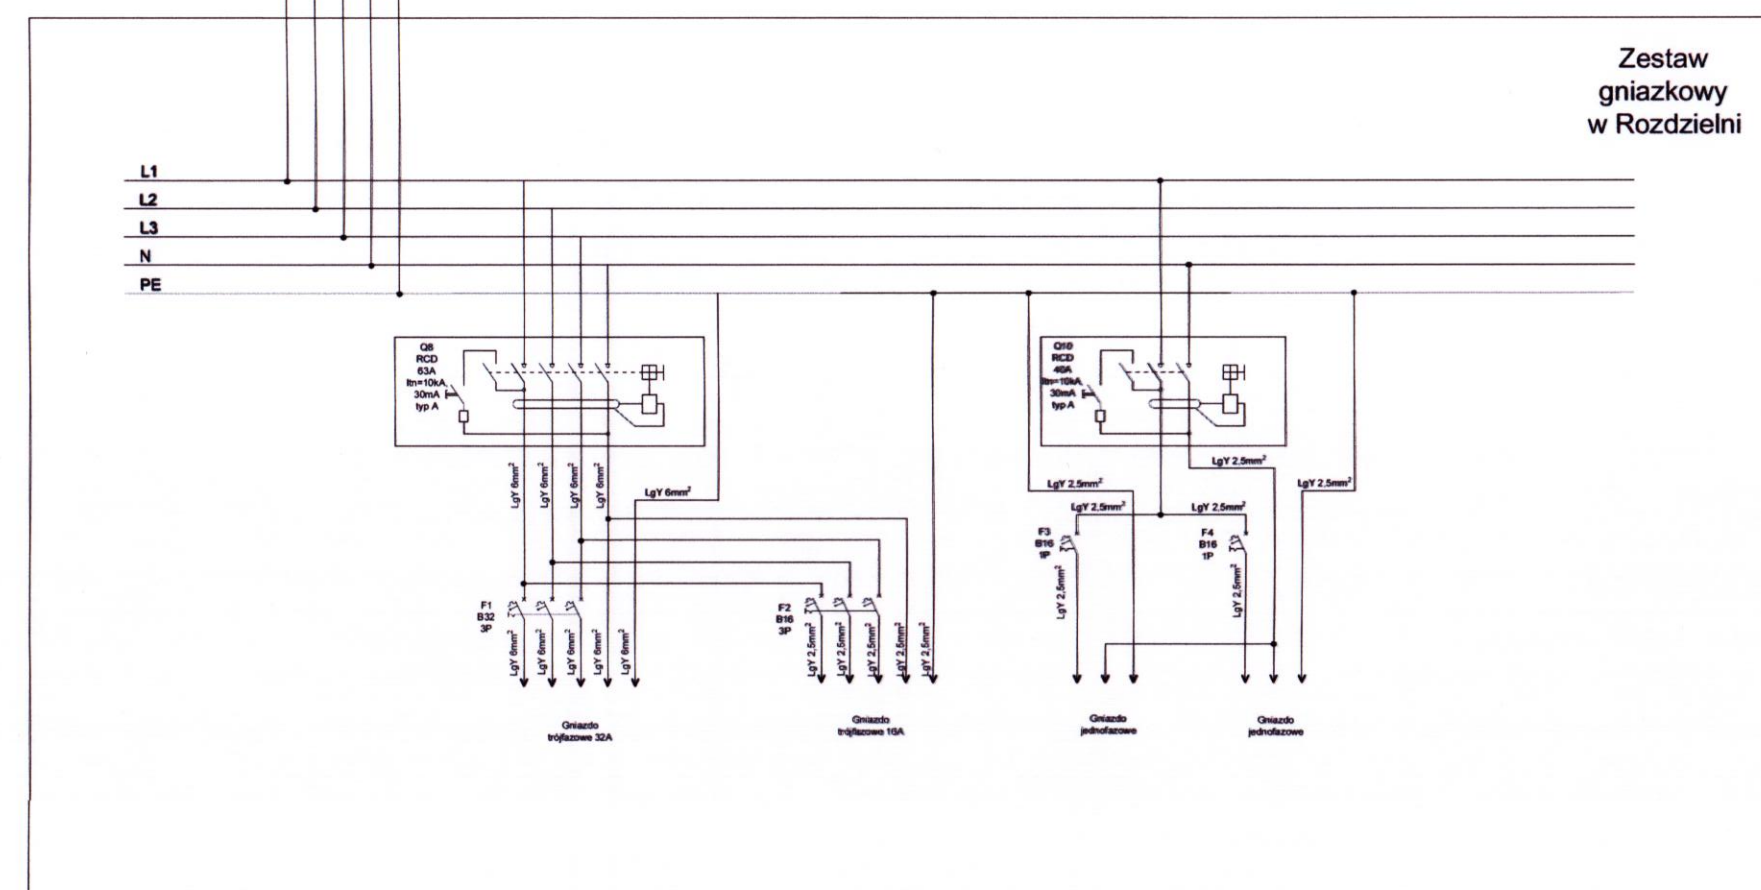 Zestaw
gniazkowy
w Rozdzielni
L1
L2
L3
N
PE
Q8
RCD
63A
Itn=10kA
30mA
typ A
Q10
RCD
40A
Itn=10kA
30mA
typ A
LgY 6mm²
LgY 6mm²
LgY 6mm²
LgY 6mm²
LgY 6mm²
LgY 2,5mm²
LgY 2,5mm²
LgY 2,5mm²
LgY 2,5mm²
LgY 2,5mm²
F3
B16
1P
F4
B16
1P
LgY 2,5mm²
LgY 2,5mm²
F1
B32
3P
F2
B16
3P
LgY 6mm²
LgY 6mm²
LgY 6mm²
LgY 6mm²
LgY 6mm²
LgY 2,5mm²
LgY 2,5mm²
LgY 2,5mm²
LgY 2,5mm²
LgY 2,5mm²
Gniazdo
trójfazowe 32A
Gniazdo
trójfazowe 16A
Gniazdo
jednofazowe
Gniazdo
jednofazowe